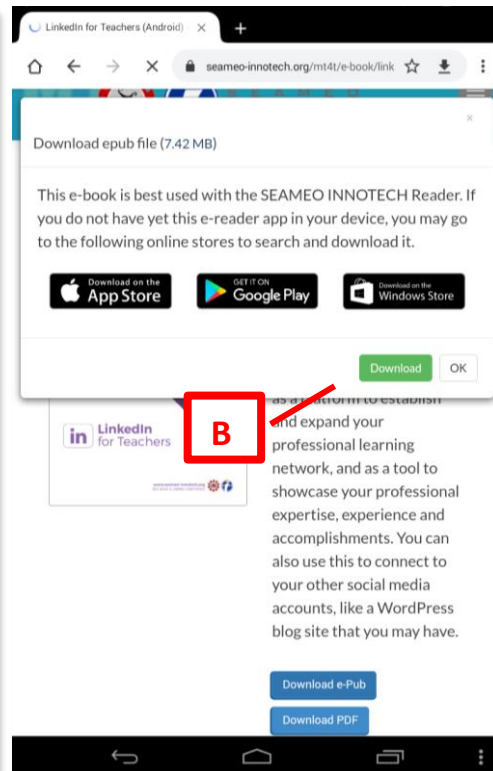 LinkedIn for Teachers (Android)
seameo-innotech.org/mt4t/e-book/link
S E A M E O
Download epub file (7.42 MB)
This e-book is best used with the SEAMEO INNOTECH Reader. If
you do not have yet this e-reader app in your device, you may go
to the following online stores to search and download it.
Download on the
App Store
GET IT ON
Google Play
Download on the
Windows Store
Download
OK
as a platform to establish
and expand your
professional learning
network, and as a tool to
showcase your professional
expertise, experience and
accomplishments. You can
also use this to connect to
your other social media
accounts, like a WordPress
blog site that you may have.
B
in
LinkedIn
for Teachers
Download e-Pub
Download PDF